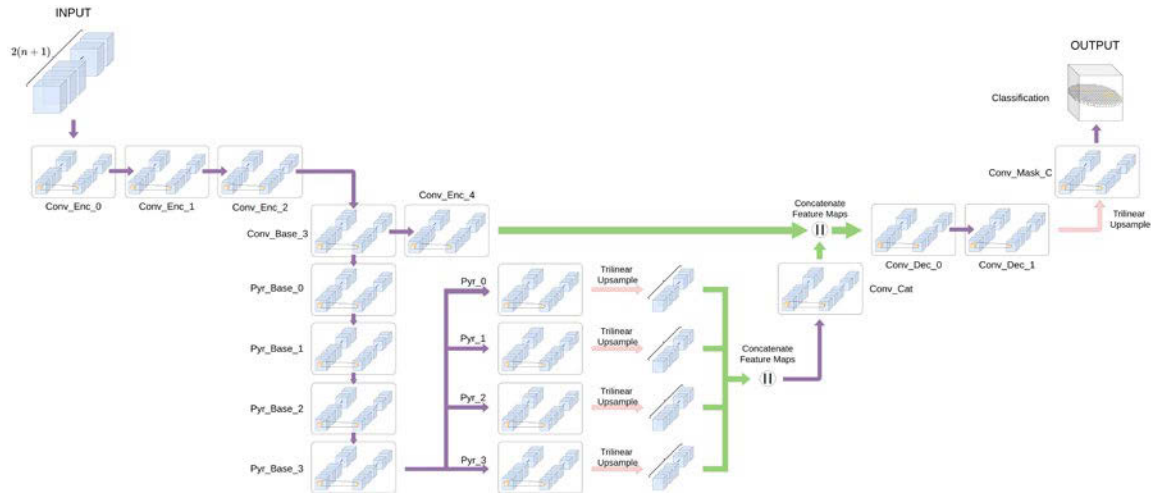 INPUT
2(n + 1)
OUTPUT
Classification
Conv_Mask_C
Conv_Enc_0
Conv_Enc_1
Conv_Enc_2
Conv_Enc_4
Conv_Base_3
Concatenate
Feature Maps
||
Trilinear
Upsample
Conv_Dec_0
Conv_Dec_1
Pyr_Base_0
Pyr_0
Trilinear
Upsample
Conv_Cat
Pyr_Base_1
Pyr_1
Trilinear
Upsample
Concatenate
Feature Maps
||
Pyr_Base_2
Pyr_2
Trilinear
Upsample
Pyr_Base_3
Pyr_3
Trilinear
Upsample